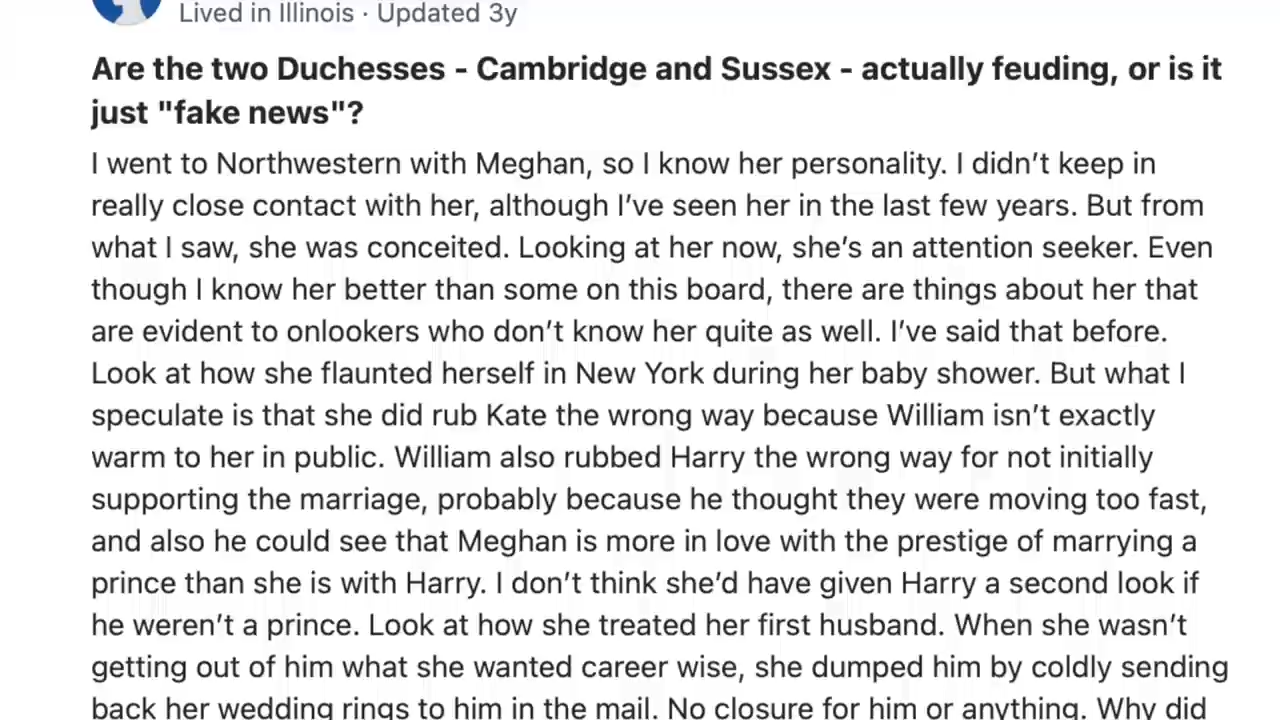 Lived in Illinois · Updated 3y
Are the two Duchesses - Cambridge and Sussex - actually feuding, or is it
just "fake news"?
I went to Northwestern with Meghan, so I know her personality. I didn’t keep in
really close contact with her, although I’ve seen her in the last few years. But from
what I saw, she was conceited. Looking at her now, she’s an attention seeker. Even
though I know her better than some on this board, there are things about her that
are evident to onlookers who don’t know her quite as well. I’ve said that before.
Look at how she flaunted herself in New York during her baby shower. But what I
speculate is that she did rub Kate the wrong way because William isn’t exactly
warm to her in public. William also rubbed Harry the wrong way for not initially
supporting the marriage, probably because he thought they were moving too fast,
and also he could see that Meghan is more in love with the prestige of marrying a
prince than she is with Harry. I don’t think she’d have given Harry a second look if
he weren’t a prince. Look at how she treated her first husband. When she wasn’t
getting out of him what she wanted career wise, she dumped him by coldly sending
back her wedding rings to him in the mail. No closure for him or anything. Why did